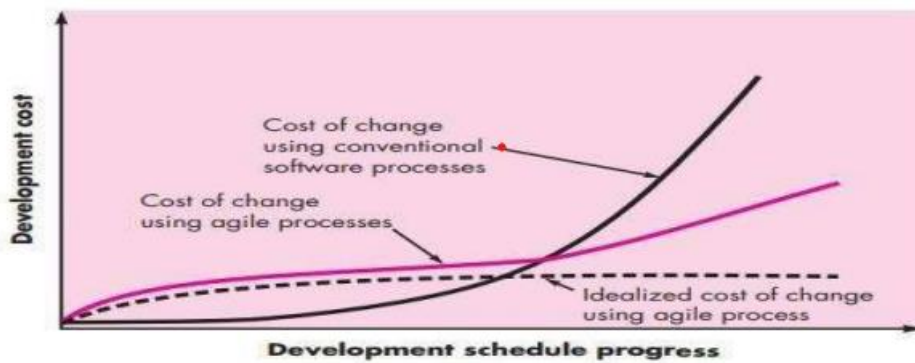 Development cost
Cost of change
using conventional
software processes
Cost of change
using agile processes
Idealized cost of change
using agile process
Development schedule progress